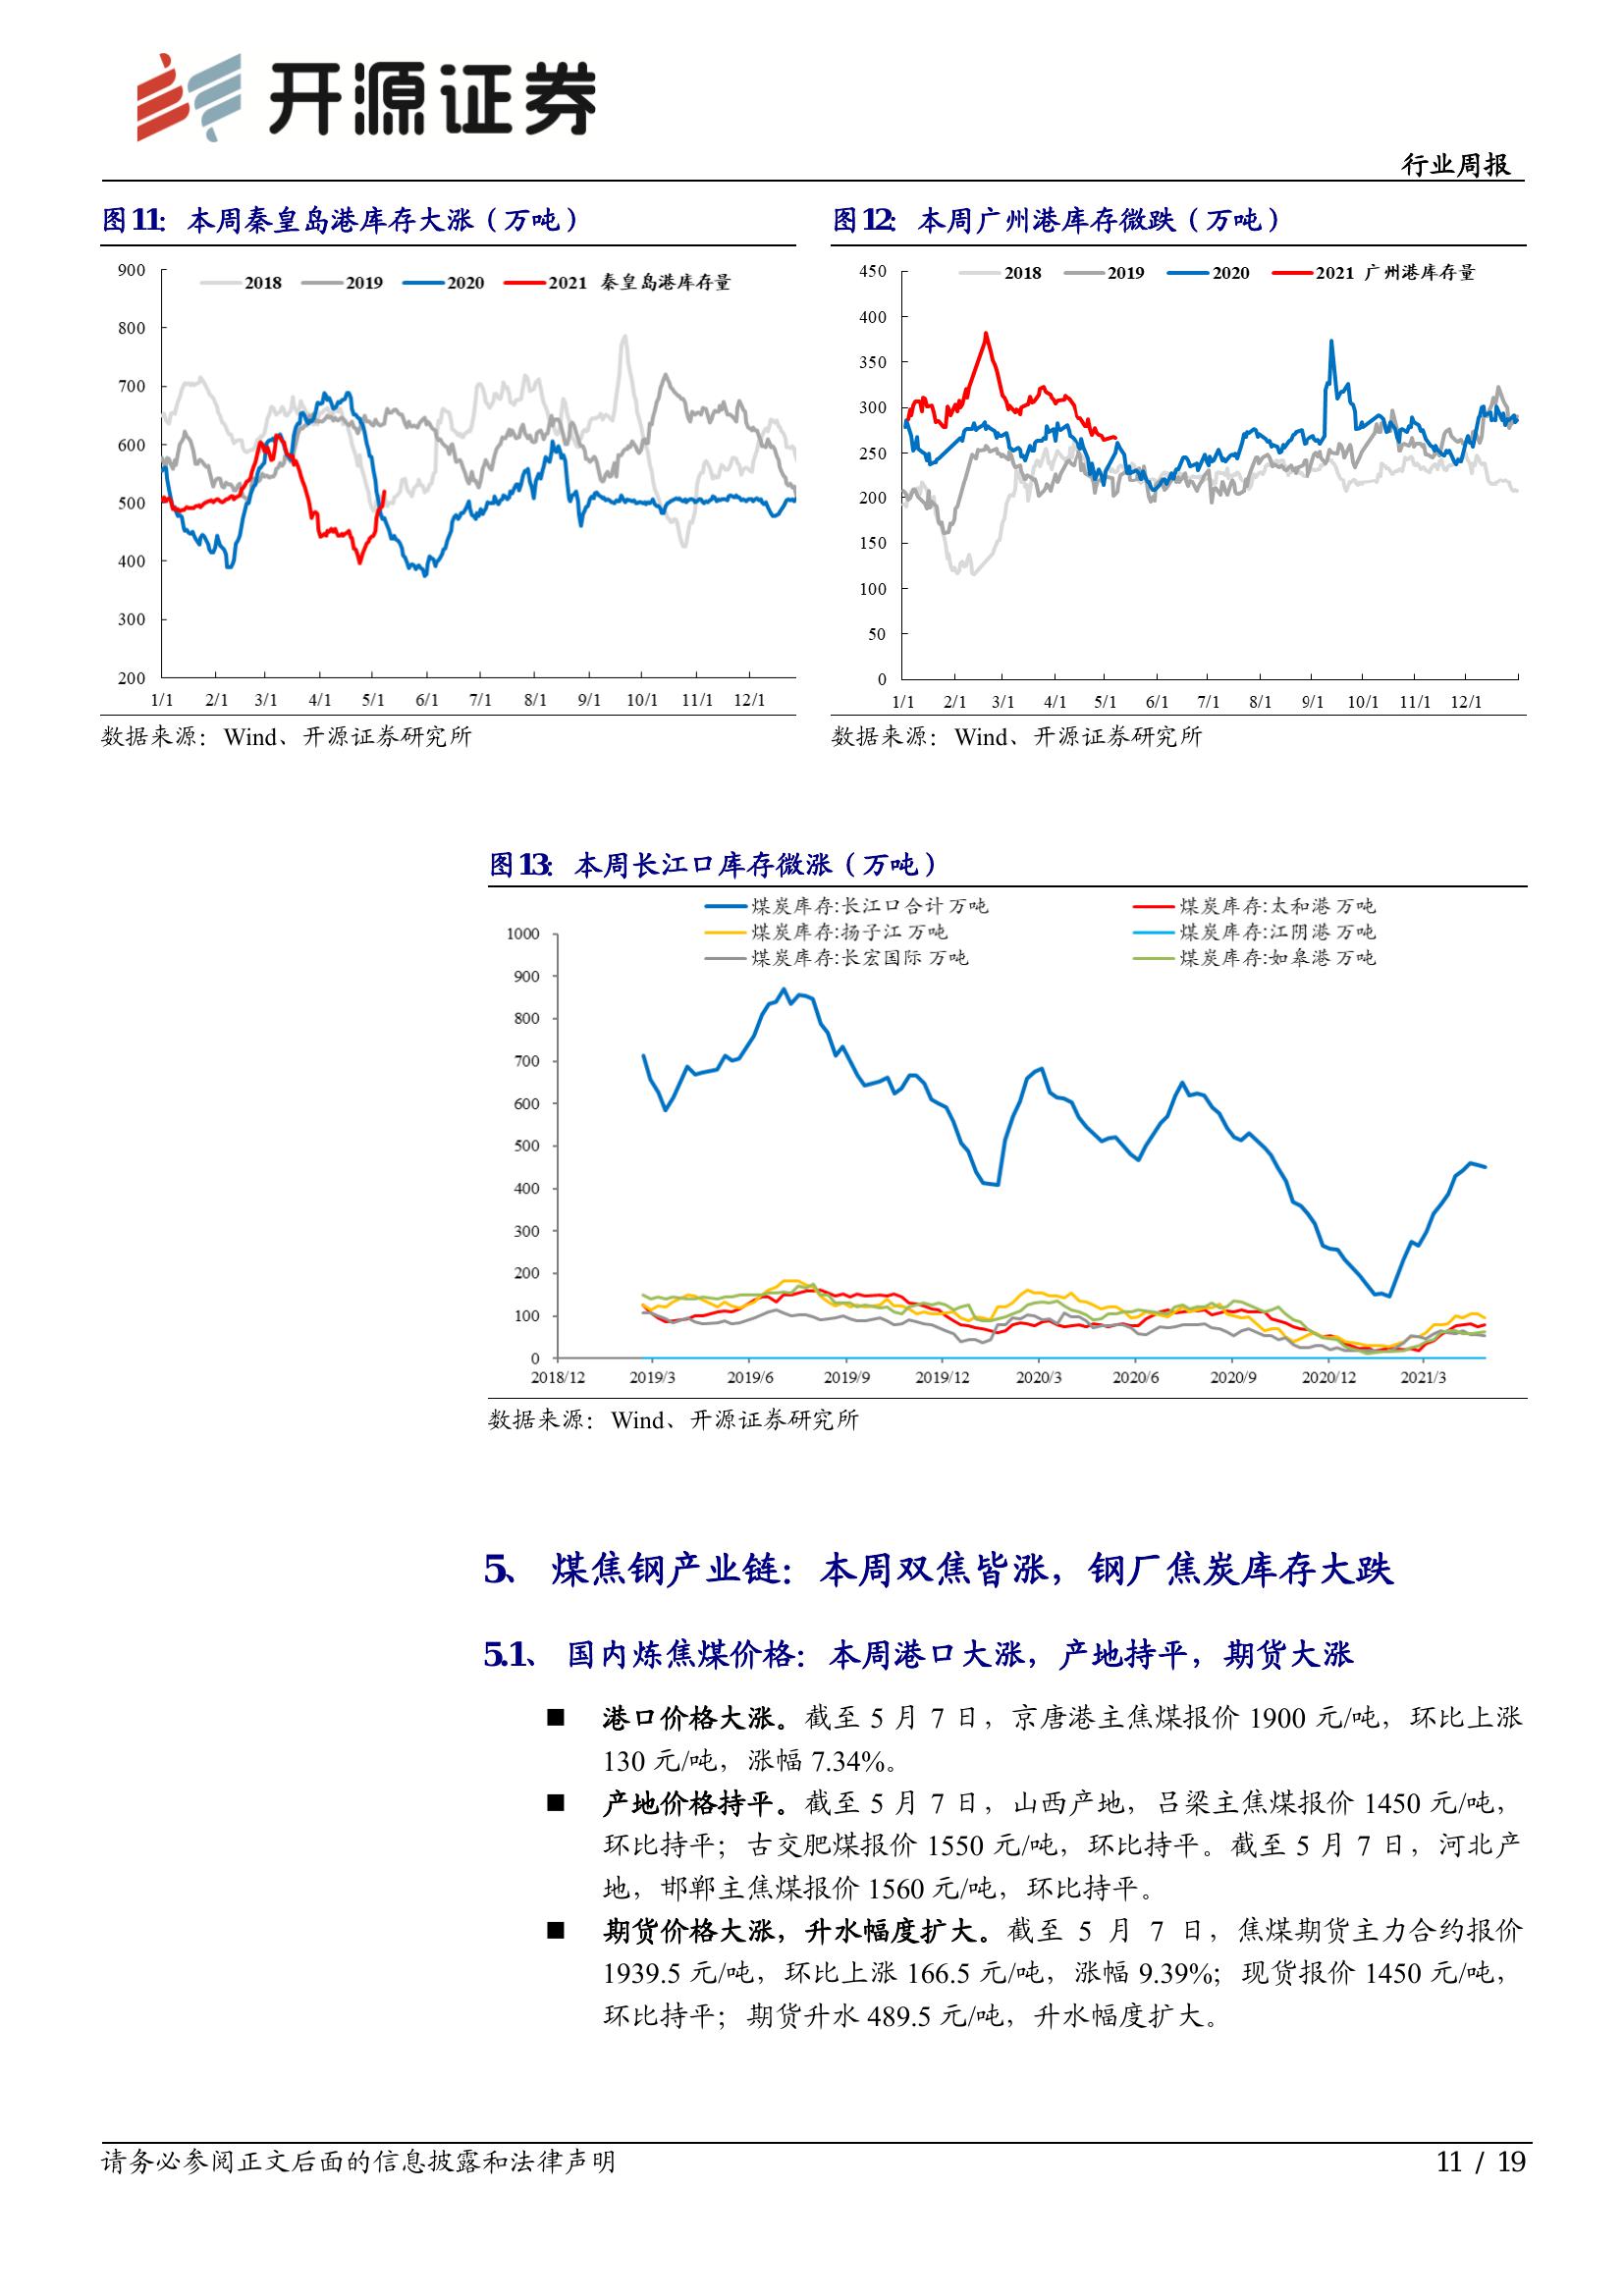 开源证券
行业周报
图11： 本周秦皇岛港库存大涨（万吨）
900
800
700
600
500
400
300
200
2018 2019 2020 2021 秦皇岛港库存量
1/1 2/1 3/1 4/1 5/1 6/1 7/1 8/1 9/1 10/1 11/1 12/1
数据来源：Wind、开源证券研究所
图12： 本周广州港库存微跌（万吨）
450
400
350
300
250
200
150
100
50
0
2018 2019 2020 2021 广州港库存量
1/1 2/1 3/1 4/1 5/1 6/1 7/1 8/1 9/1 10/1 11/1 12/1
数据来源：Wind、开源证券研究所
图13： 本周长江口库存微涨（万吨）
煤炭库存:长江口合计 万吨 煤炭库存:太和港 万吨
煤炭库存:扬子江 万吨 煤炭库存:江阴港 万吨
煤炭库存:长宏国际 万吨 煤炭库存:如皋港 万吨
1000
900
800
700
600
500
400
300
200
100
0
2018/12 2019/3 2019/6 2019/9 2019/12 2020/3 2020/6 2020/9 2020/12 2021/3
数据来源：Wind、开源证券研究所
5、 煤焦钢产业链：本周双焦皆涨，钢厂焦炭库存大跌
5.1、 国内炼焦煤价格：本周港口大涨，产地持平，期货大涨
■ 港口价格大涨。截至 5 月 7 日，京唐港主焦煤报价 1900 元/吨，环比上涨
130 元/吨，涨幅 7.34%。
■ 产地价格持平。截至 5 月 7 日，山西产地，吕梁主焦煤报价 1450 元/吨，
环比持平；古交肥煤报价 1550 元/吨，环比持平。截至 5 月 7 日，河北产
地，邯郸主焦煤报价 1560 元/吨，环比持平。
■ 期货价格大涨，升水幅度扩大。截至 5 月 7 日，焦煤期货主力合约报价
1939.5 元/吨，环比上涨 166.5 元/吨，涨幅 9.39%；现货报价 1450 元/吨，
环比持平；期货升水 489.5 元/吨，升水幅度扩大。
请务必参阅正文后面的信息披露和法律声明
11 / 19